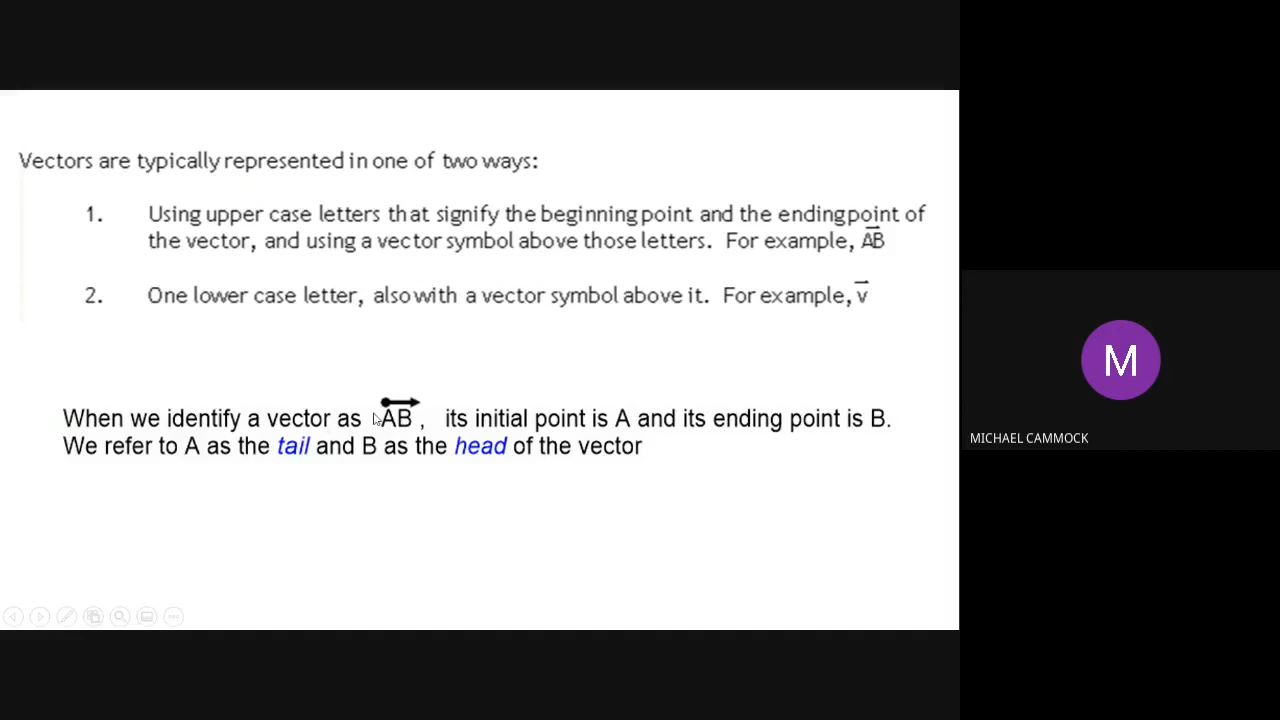 Vectors are typically represented in one of two ways:
1. Using upper case letters that signify the beginning point and the ending point of
the vector, and using a vector symbol above those letters. For example, A⃗B⃗
2. One lower case letter, also with a vector symbol above it. For example, v⃗
When we identify a vector as AB, its initial point is A and its ending point is B.
We refer to A as the tail and B as the head of the vector
M
MICHAEL CAMMOCK